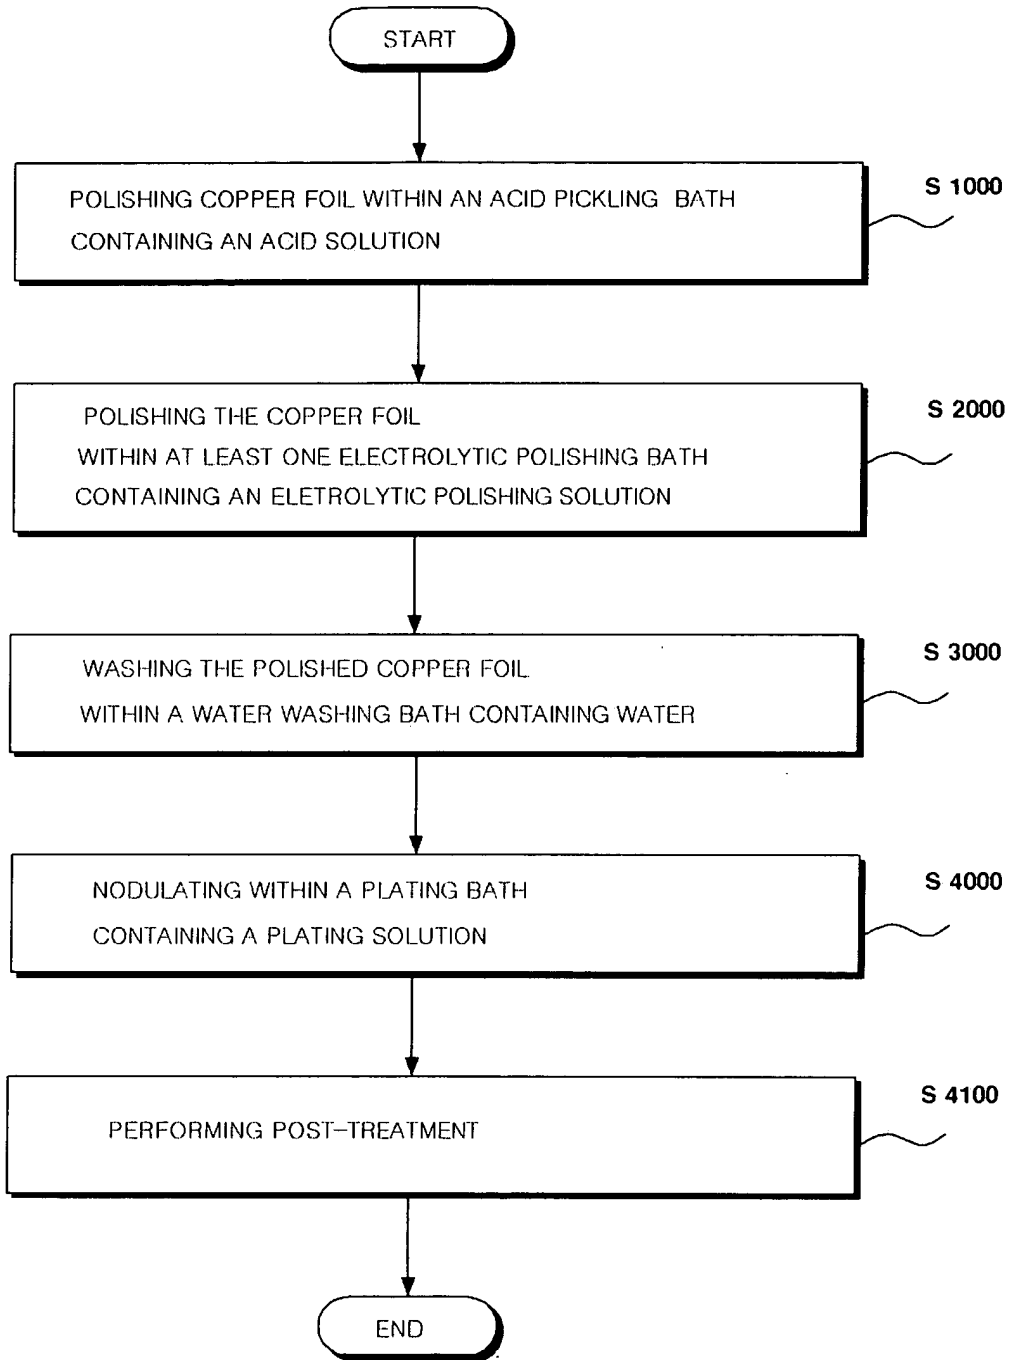 START
POLISHING COPPER FOIL WITHIN AN ACID PICKLING BATH
CONTAINING AN ACID SOLUTION
S 1000
POLISHING THE COPPER FOIL
WITHIN AT LEAST ONE ELECTROLYTIC POLISHING BATH
CONTAINING AN ELETROLYTIC POLISHING SOLUTION
S 2000
WASHING THE POLISHED COPPER FOIL
WITHIN A WATER WASHING BATH CONTAINING WATER
S 3000
NODULATING WITHIN A PLATING BATH
CONTAINING A PLATING SOLUTION
S 4000
PERFORMING POST-TREATMENT
S 4100
END